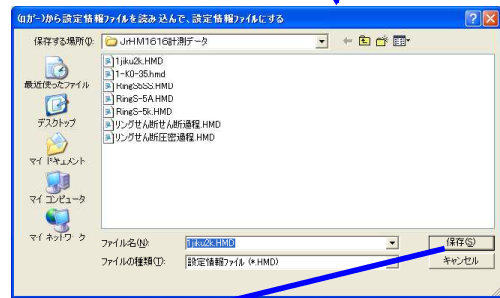 (ロガー)から設定情報ファイルを読み込んで、設定情報ファイルにする
保存する場所(I):
JrHM1616計測データ
最近使ったファイル
デスクトップ
マイ ドキュメント
マイ コンピュータ
マイ ネットワーク
1jiku2k.HMD
1-K0-35.hmd
RingS5SS.HMD
RingS-5A.HMD
RingS-5k.HMD
リングせん断せん断過程.HMD
リングせん断圧密過程.HMD
ファイル名(N):
1jiku2k.HMD
保存(S)
ファイルの種類(T):
設定情報ファイル (*.HMD)
キャンセル